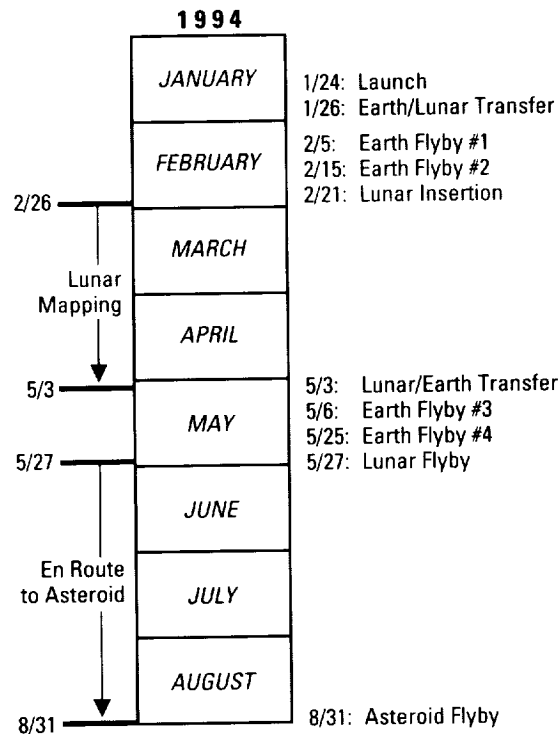 1994
JANUARY
1/24: Launch
1/26: Earth/Lunar Transfer
FEBRUARY
2/5: Earth Flyby #1
2/15: Earth Flyby #2
2/21: Lunar Insertion
2/26
MARCH
Lunar
Mapping
APRIL
5/3
MAY
5/3: Lunar/Earth Transfer
5/6: Earth Flyby #3
5/25: Earth Flyby #4
5/27: Lunar Flyby
5/27
JUNE
En Route
to Asteroid
JULY
AUGUST
8/31
8/31: Asteroid Flyby